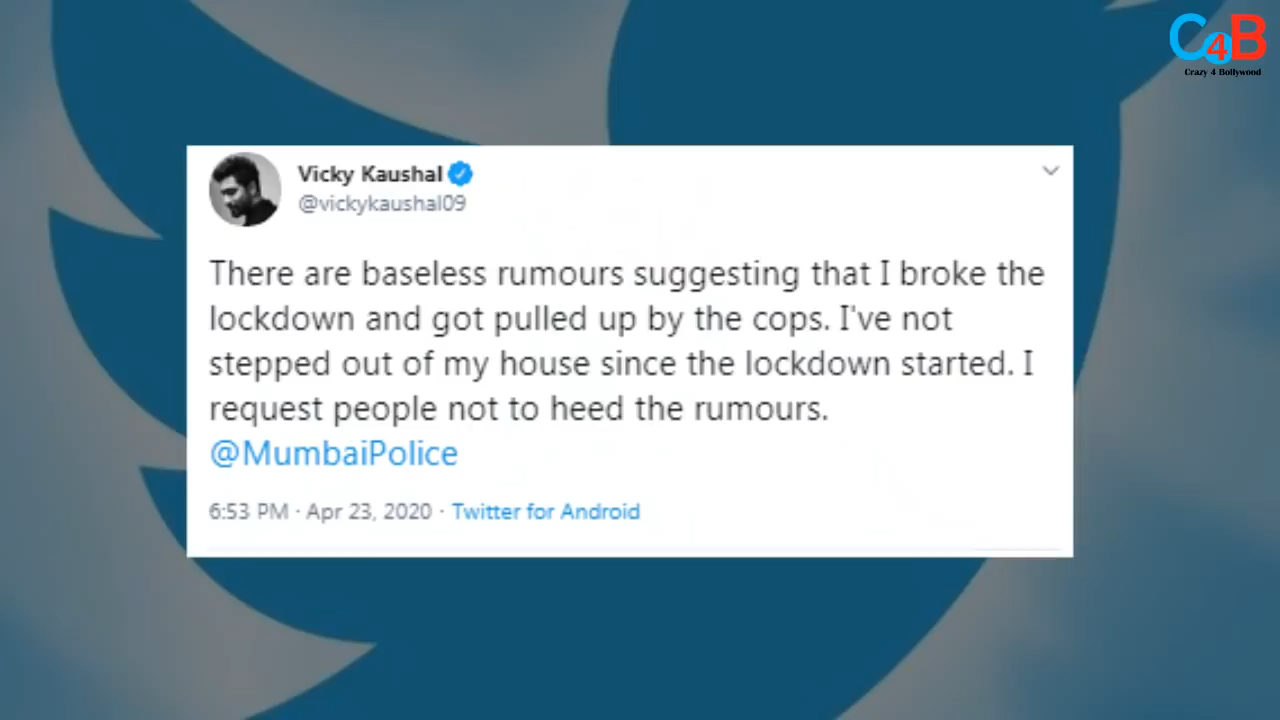 C4B
Crazy 4 Bollywood
Vicky Kaushal
@vickykaushal09
There are baseless rumours suggesting that I broke the
lockdown and got pulled up by the cops. I've not
stepped out of my house since the lockdown started. I
request people not to heed the rumours.
@MumbaiPolice
6:53 PM · Apr 23, 2020 · Twitter for Android